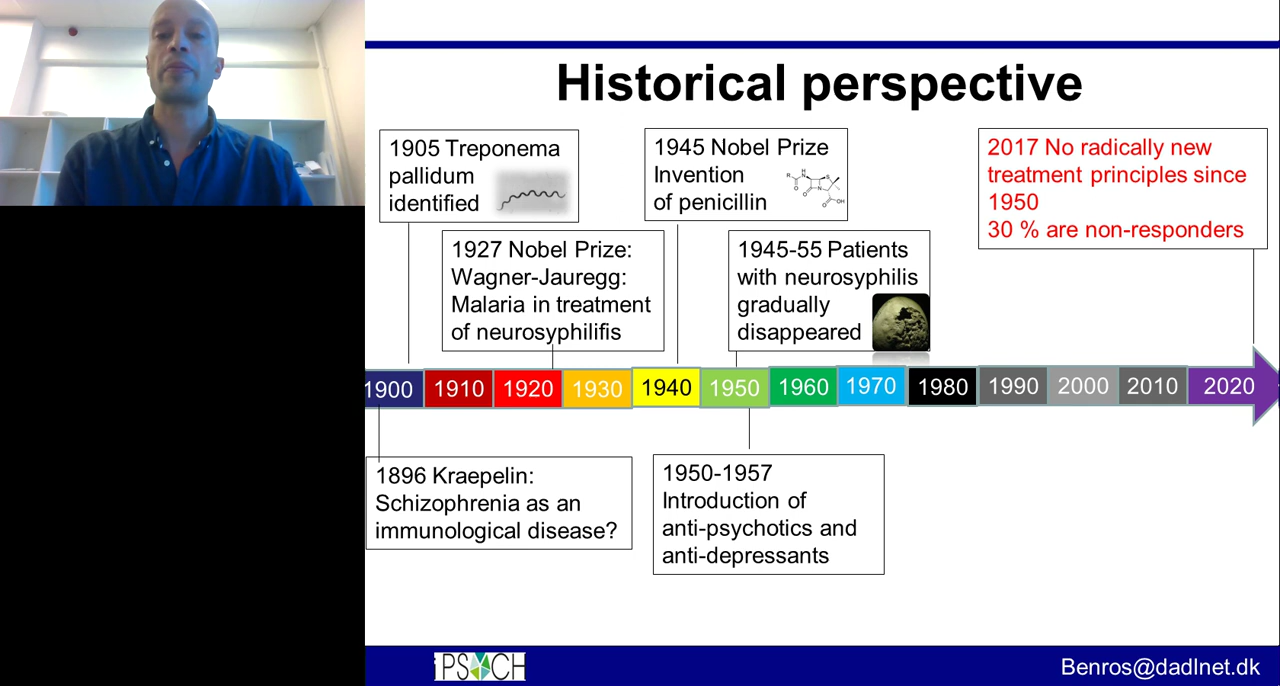 Historical perspective
1905 Treponema
pallidum
identified
1945 Nobel Prize
Invention
of penicillin
2017 No radically new
treatment principles since
1950
30 % are non-responders
1927 Nobel Prize:
Wagner-Jauregg:
Malaria in treatment
of neurosyphilifis
1945-55 Patients
with neurosyphilis
gradually
disappeared
1900 1910 1920 1930 1940 1950 1960 1970 1980 1990 2000 2010 2020
1896 Kraepelin:
Schizophrenia as an
immunological disease?
1950-1957
Introduction of
anti-psychotics and
anti-depressants
iPSYCH
Benros@dadlnet.dk